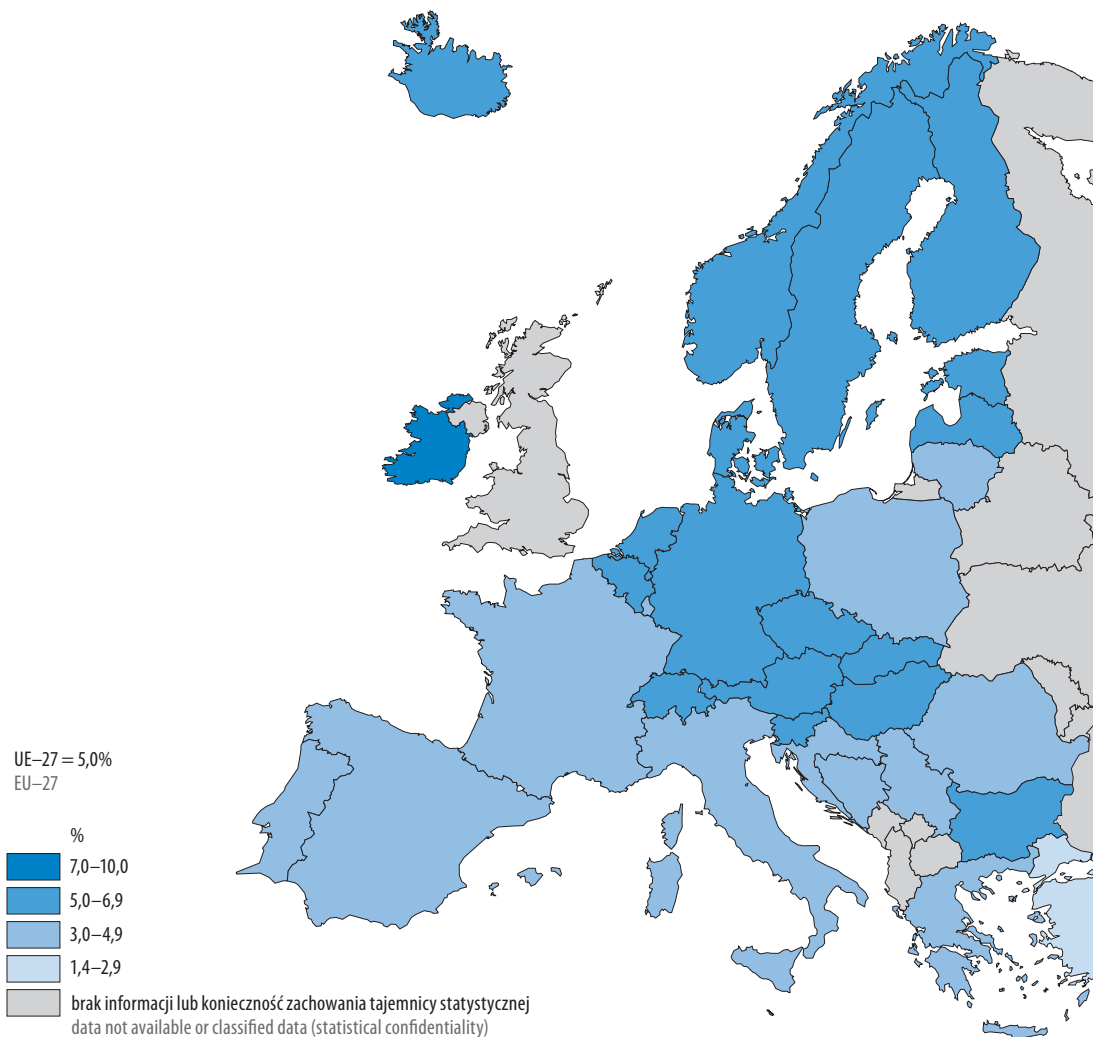 UE–27 = 5,0%
EU–27
%
7,0–10,0
5,0–6,9
3,0–4,9
1,4–2,9
brak informacji lub konieczność zachowania tajemnicy statystycznej
data not available or classified data (statistical confidentiality)